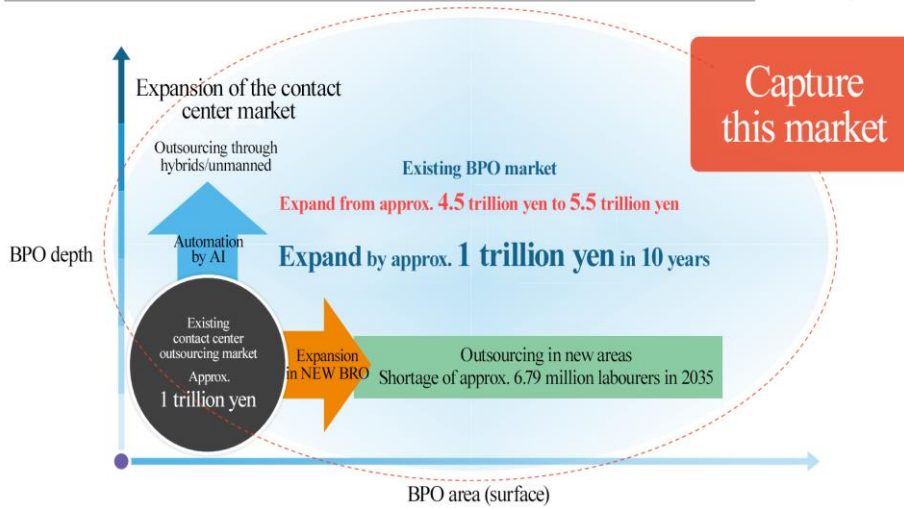 Capture
this market
Expansion of the contact
center market
Outsourcing through
hybrids/unmanned
Existing BPO market
Expand from approx. 4.5 trillion yen to 5.5 trillion yen
Expand by approx. 1 trillion yen in 10 years
BPO depth
Automation
by AI
Existing
contact center
outsourcing market
Approx.
1 trillion yen
Expansion
in NEW BRO
Outsourcing in new areas
Shortage of approx. 6.79 million labourers in 2035
BPO area (surface)